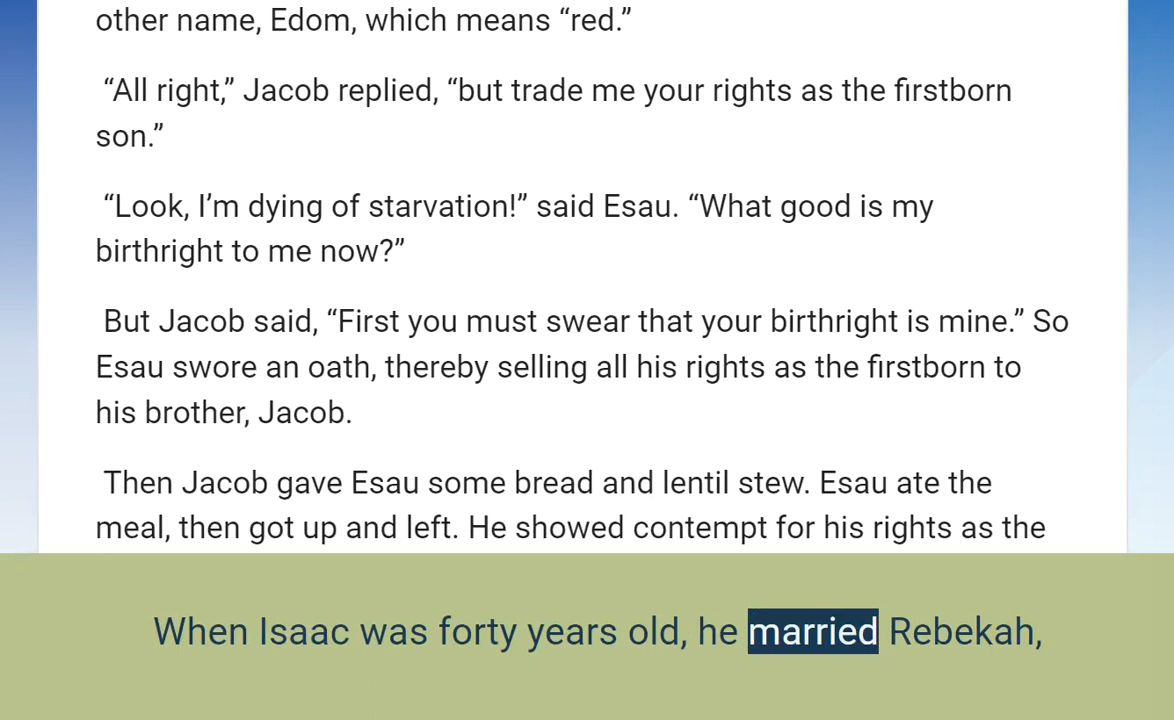 other name, Edom, which means “red.”
“All right,” Jacob replied, “but trade me your rights as the firstborn
son.”
“Look, I’m dying of starvation!” said Esau. “What good is my
birthright to me now?”
But Jacob said, “First you must swear that your birthright is mine.” So
Esau swore an oath, thereby selling all his rights as the firstborn to
his brother, Jacob.
Then Jacob gave Esau some bread and lentil stew. Esau ate the
meal, then got up and left. He showed contempt for his rights as the
When Isaac was forty years old, he married Rebekah,